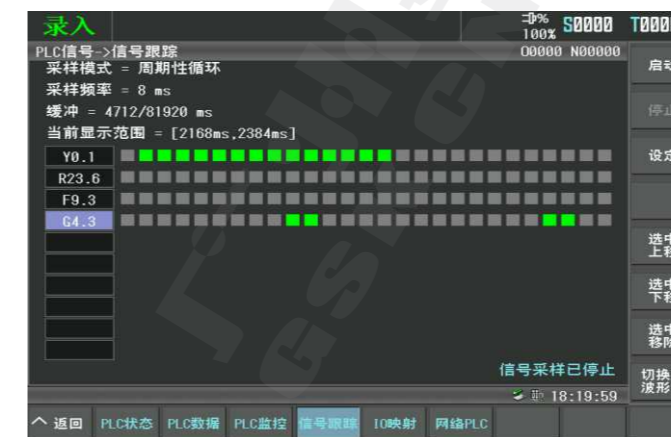 录入
100% S0000 T000
PLC信号->信号跟踪
O0000 N00000
采样模式 = 周期性循环
采样频率 = 8 ms
缓冲 = 4712/81920 ms
当前显示范围 = [2168ms,2384ms]
Y0.1
R23.6
F9.3
G4.3
信号采样已停止
18:19:59
启动
停止
设定
选中
上移
选中
下移
选中
移除
切换
波形
返回 PLC状态 PLC数据 PLC监控 信号跟踪 IO映射 网络PLC